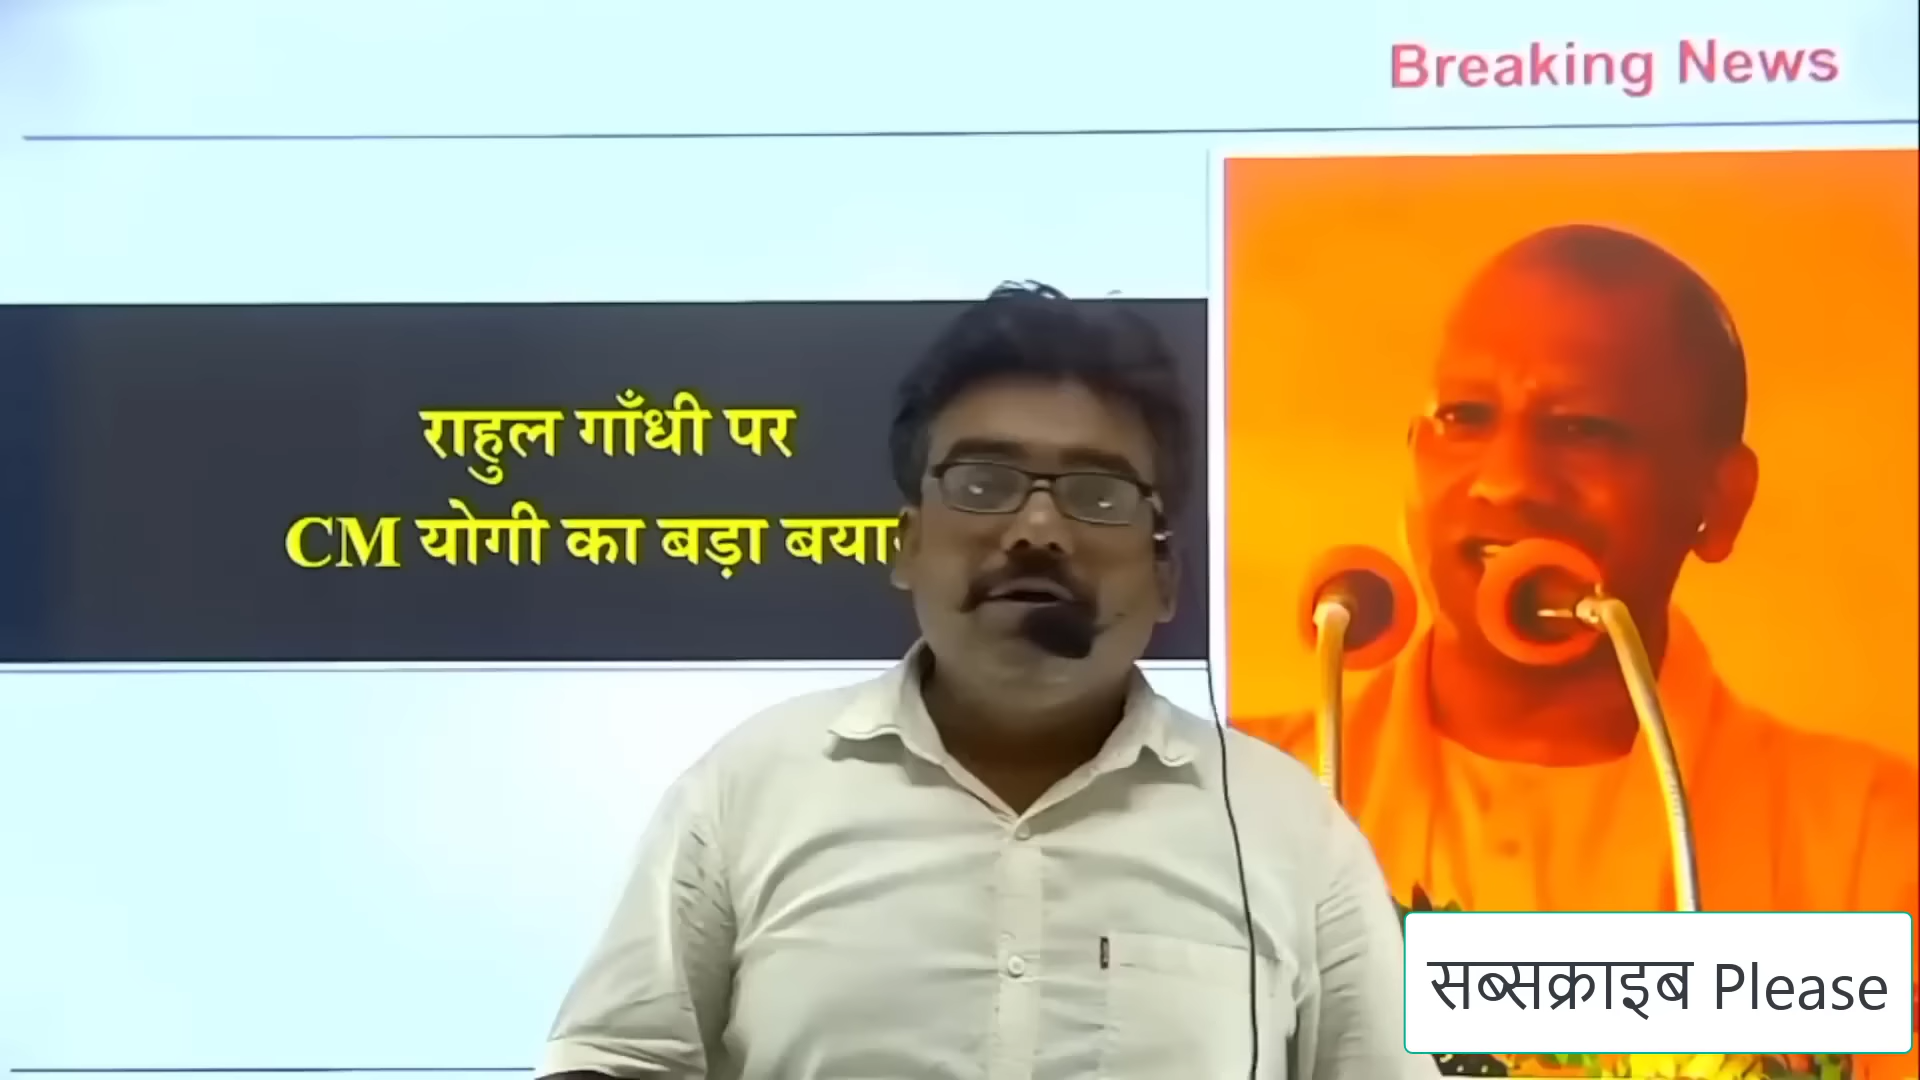 Breaking News
राहुल गाँधी पर
CM योगी का बड़ा
सब्सक्राइब Please